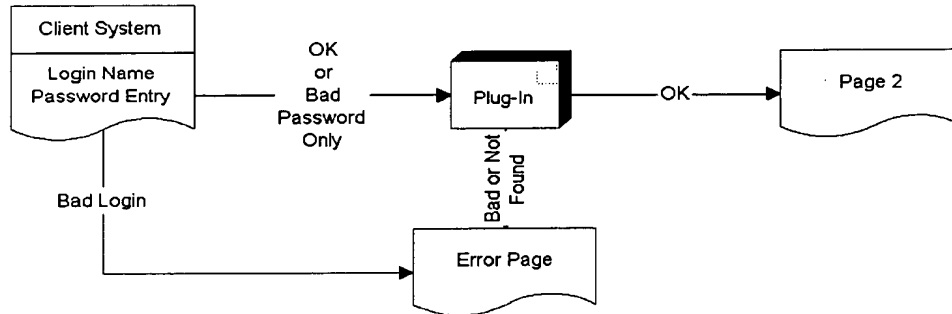 Client System
Login Name
Password Entry
OK
or
Bad
Password
Only
Plug-In
OK
Page 2
Bad or Not
Found
Bad Login
Error Page